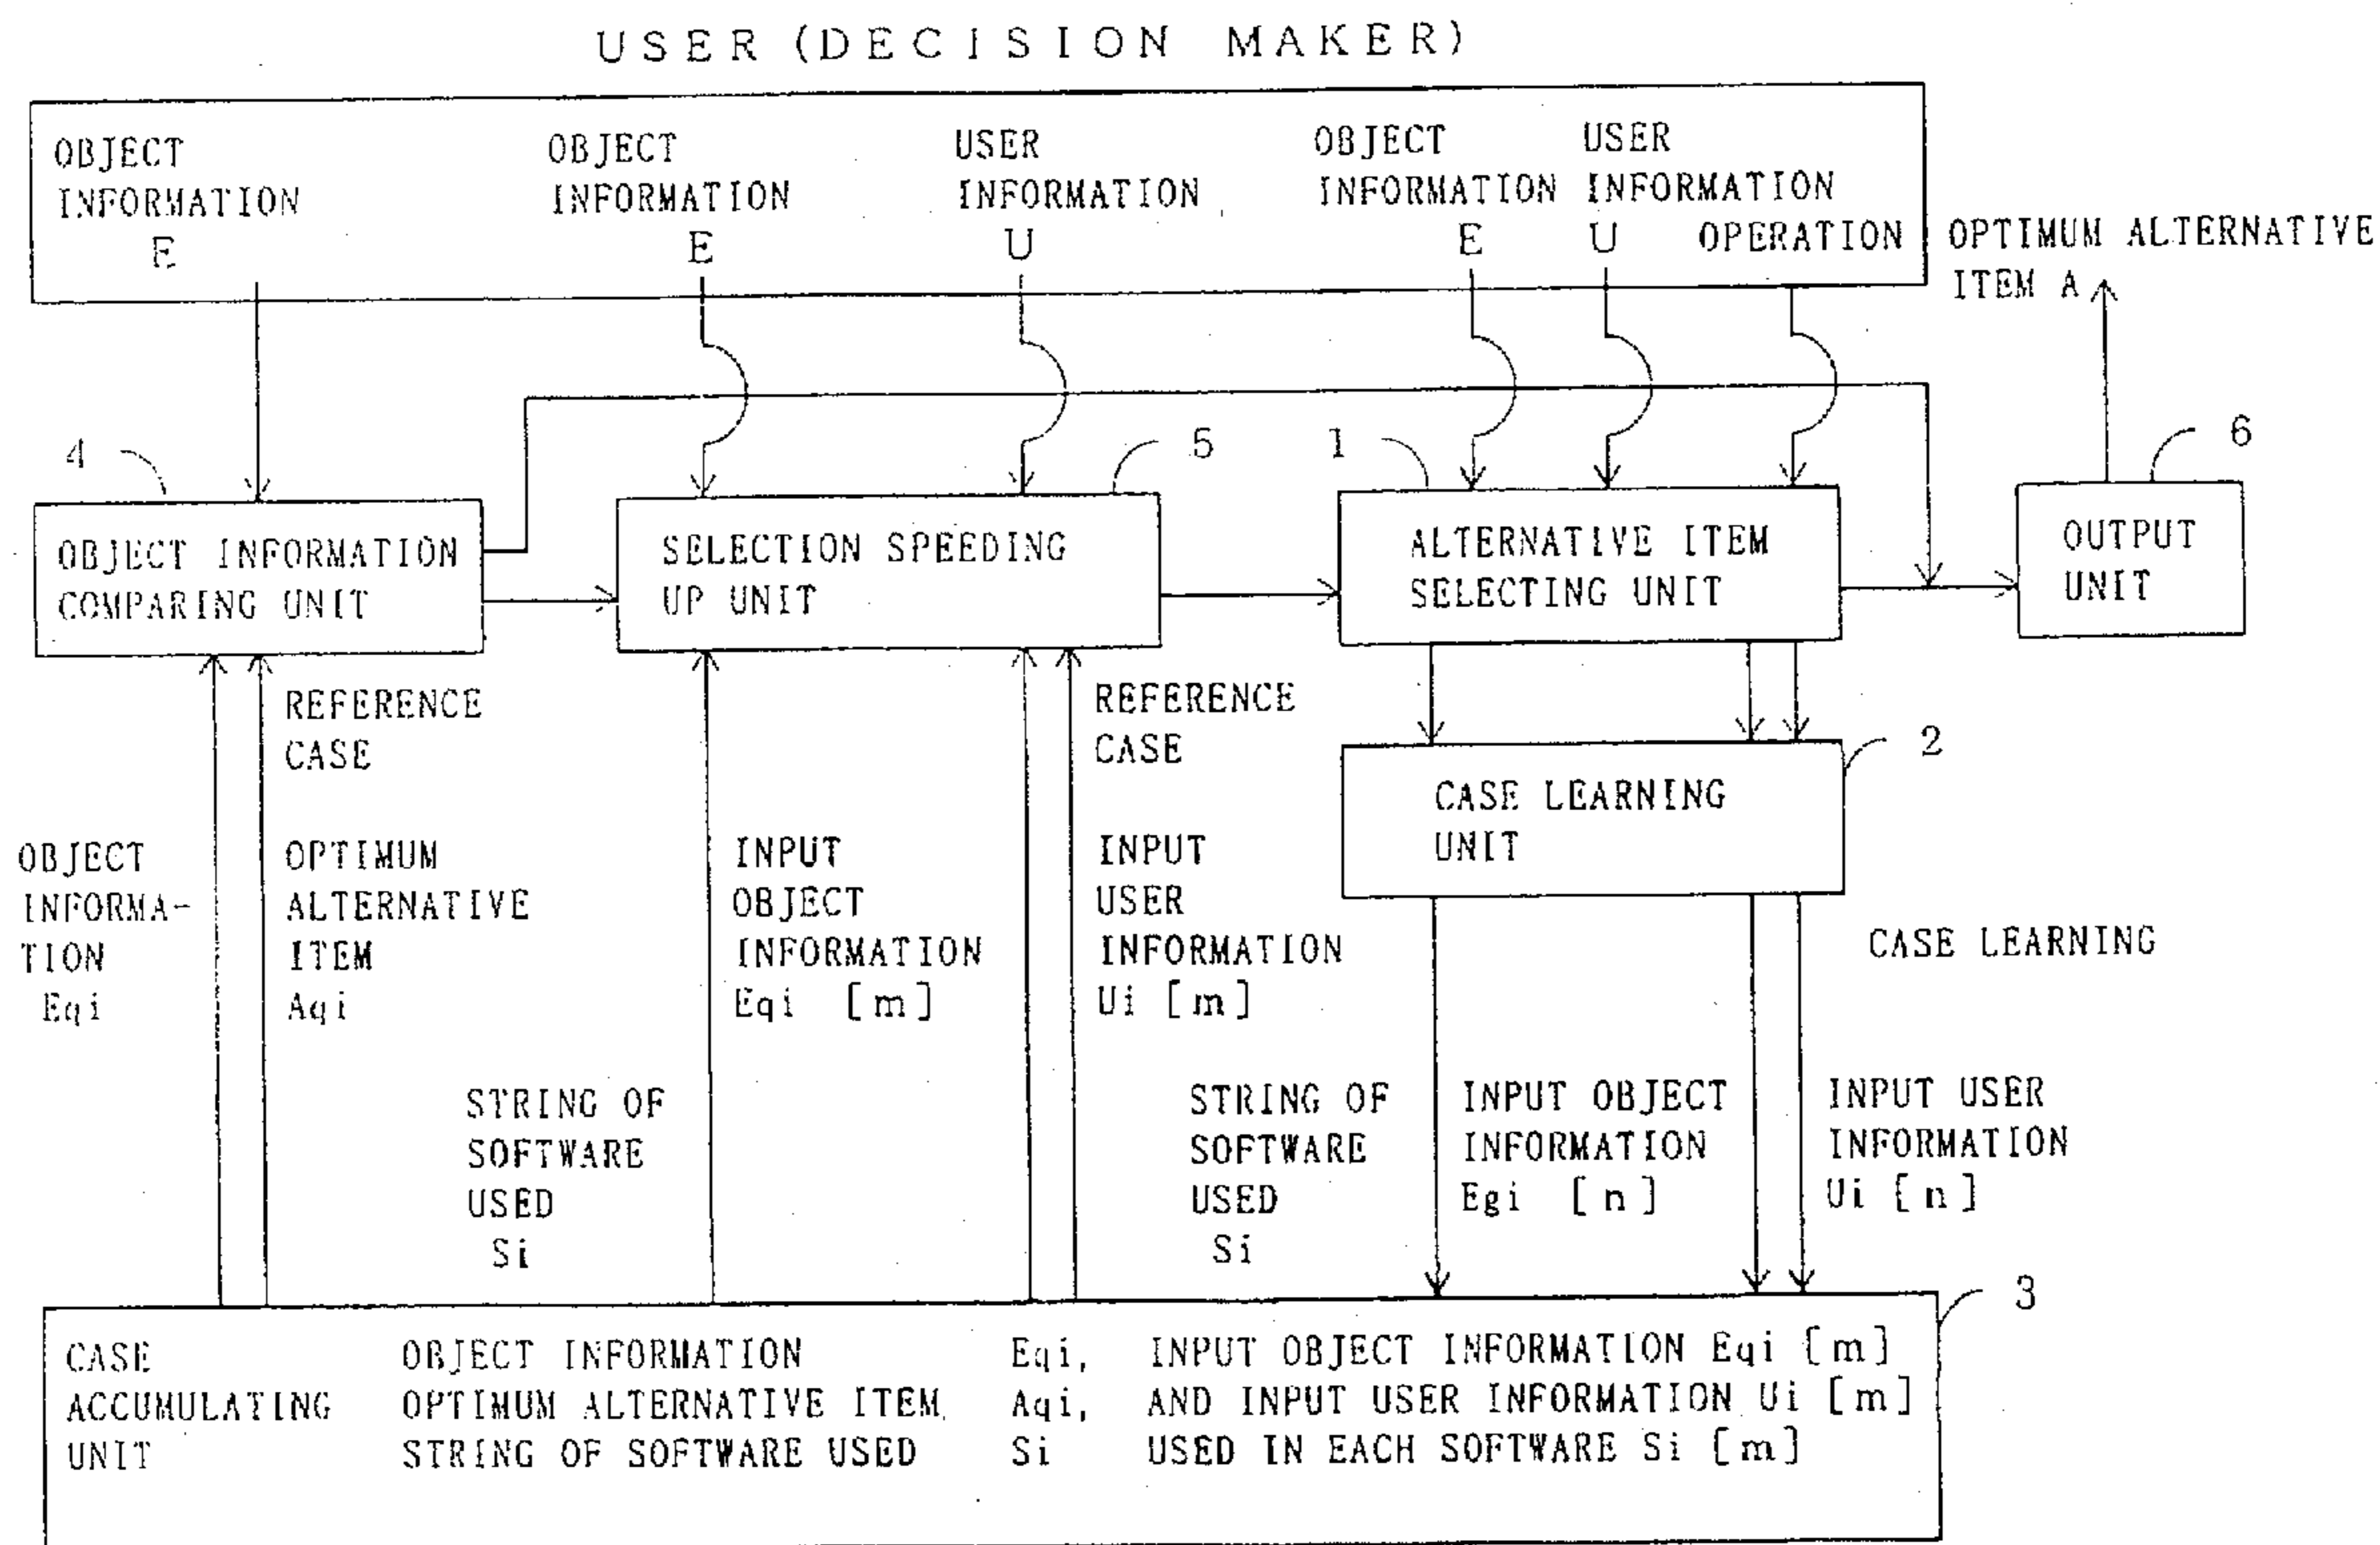 USER (DECISION MAKER)
OBJECT
INFORMATION
E
OBJECT
INFORMATION
E
USER
INFORMATION
U
OBJECT
INFORMATION
E
USER
INFORMATION
U
OPERATION
OPTIMUM ALTERNATIVE
ITEM A
4
5
1
6
OBJECT INFORMATION
COMPARING UNIT
SELECTION SPEEDING
UP UNIT
ALTERNATIVE ITEM
SELECTING UNIT
OUTPUT
UNIT
REFERENCE
CASE
REFERENCE
CASE
2
CASE LEARNING
UNIT
OBJECT
INFORMA-
TION
Eqi
OPTIMUM
ALTERNATIVE
ITEM
Aqi
INPUT
OBJECT
INFORMATION
Eqi [m]
INPUT
USER
INFORMATION
Ui [m]
CASE LEARNING
STRING OF
SOFTWARE
USED
Si
STRING OF
SOFTWARE
USED
Si
INPUT OBJECT
INFORMATION
Egi [n]
INPUT USER
INFORMATION
Ui [n]
3
CASE
ACCUMULATING
UNIT
OBJECT INFORMATION Eqi,
OPTIMUM ALTERNATIVE ITEM Aqi,
STRING OF SOFTWARE USED Si
INPUT OBJECT INFORMATION Eqi [m]
AND INPUT USER INFORMATION Ui [m]
USED IN EACH SOFTWARE Si [m]